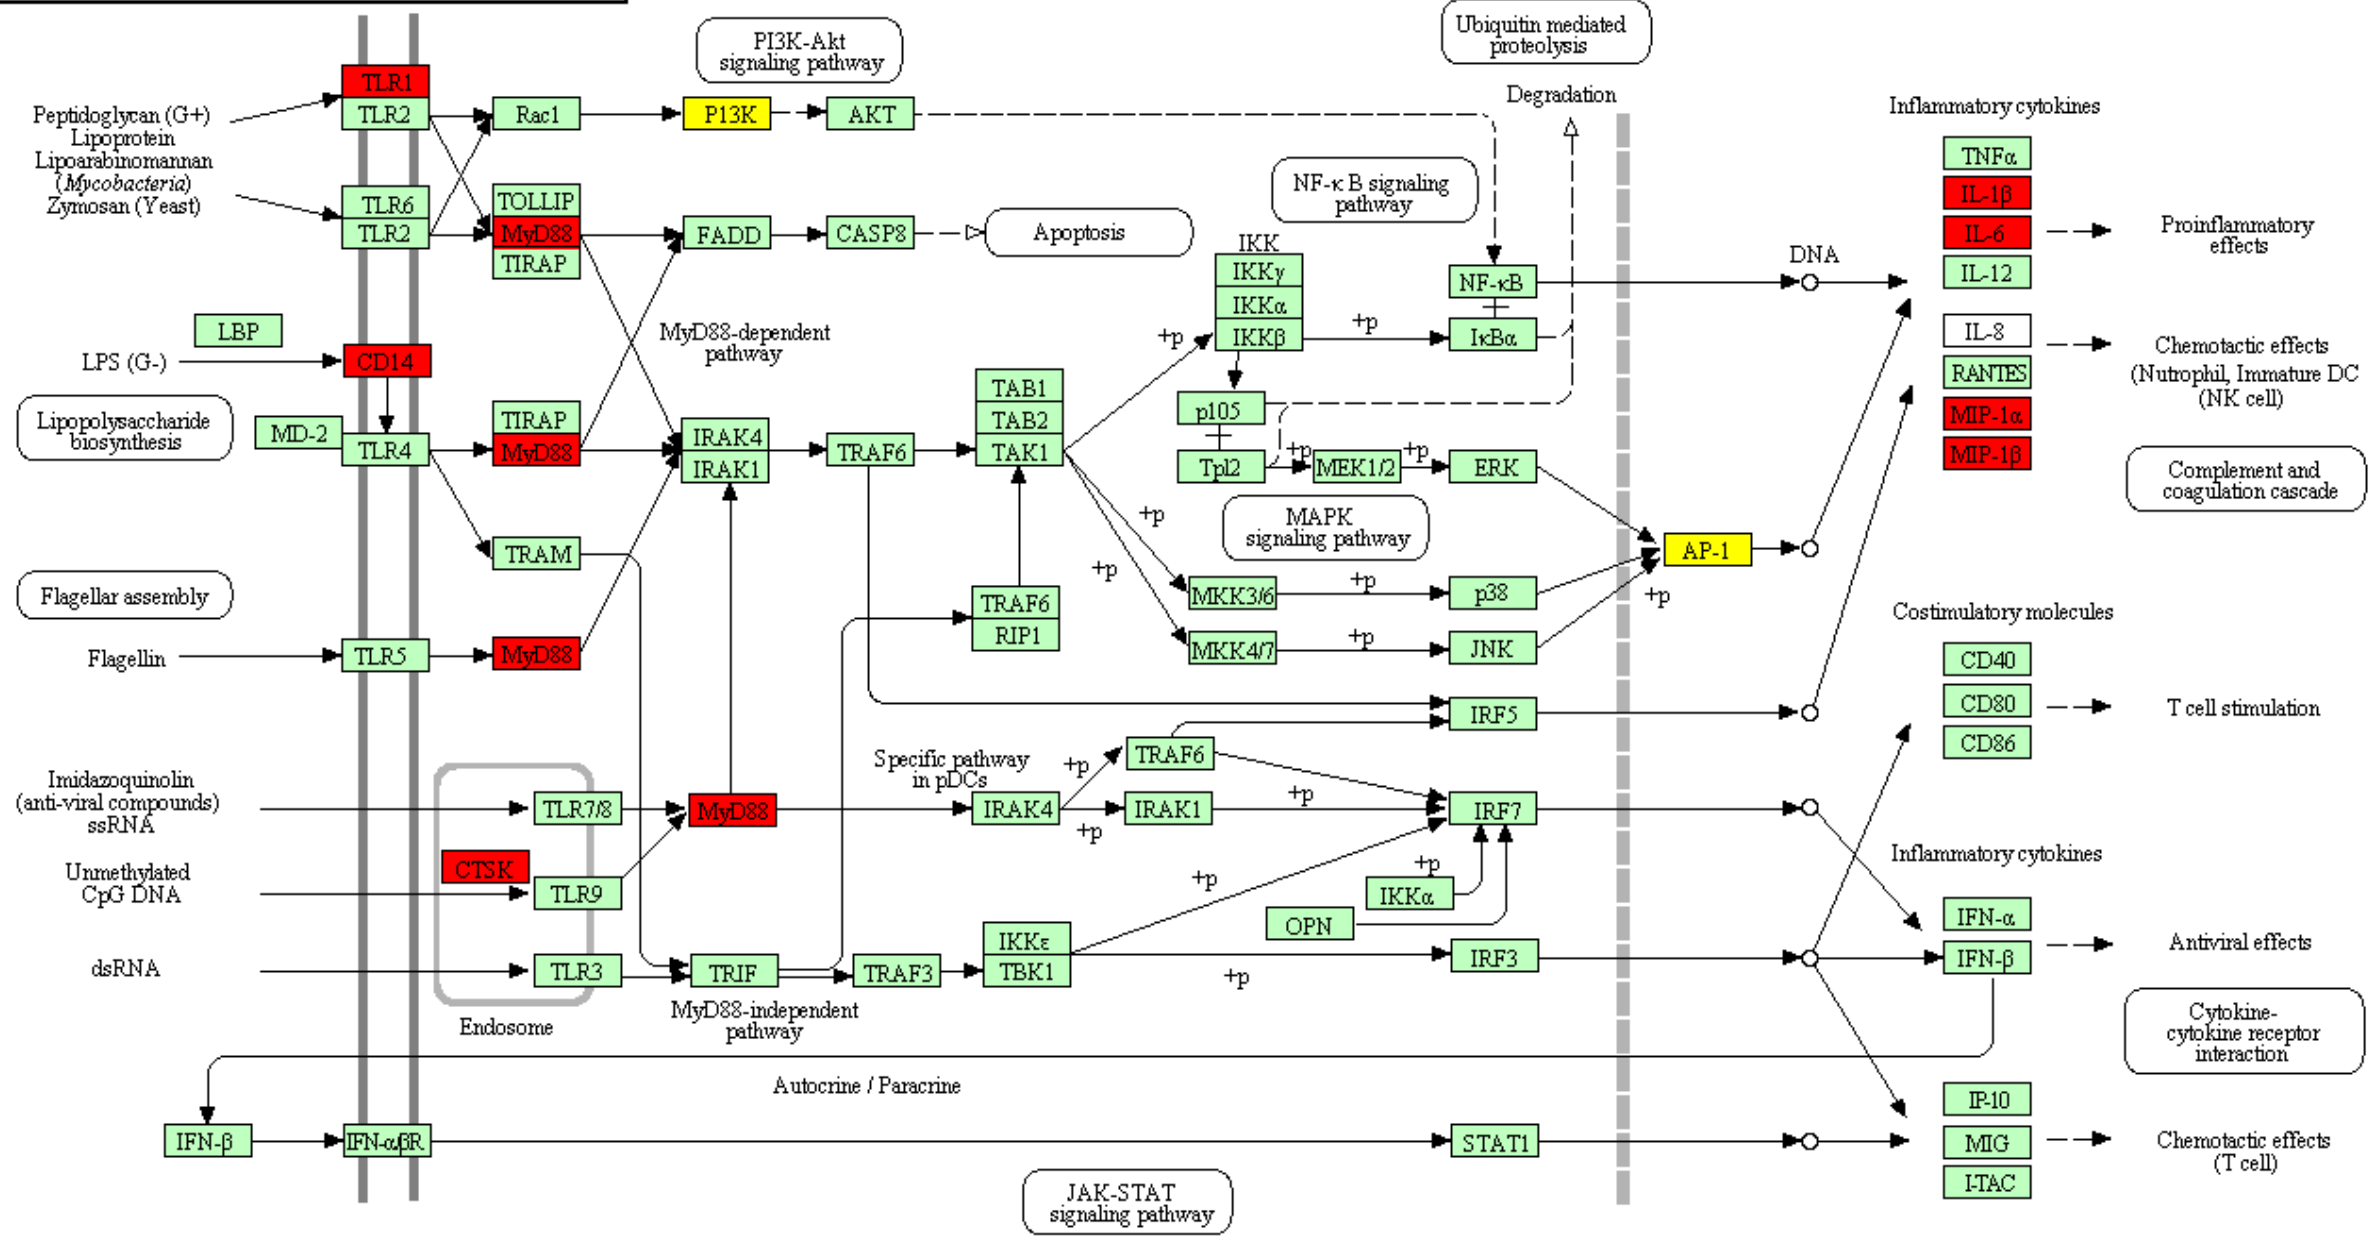 PI3K-Akt
signaling pathway
Ubiquitin mediated
proteolysis
Degradation
Peptidoglycan (G+)
Lipoprotein
Lipoarabinomannan
(Mycobacteria)
Zymosan (Yeast)
TLR1
TLR2
Rac1
P13K
AKT
TLR6
TLR2
TOLLIP
MyD88
TIRAP
FADD
CASP8
Apoptosis
NF-κB signaling
pathway
Inflammatory cytokines
TNFα
IL-1β
IL-6
IL-12
Proinflammatory
effects
LBP
LPS (G-)
CD14
MyD88-dependent
pathway
IKK
IKKγ
IKKα
IKKβ
+p
+p
NF-κB
IκBα
DNA
IL-8
RANTES
MIP-1α
MIP-1β
Chemotactic effects
(Nutrophil, Immature DC
(NK cell)
Lipopolysaccharide
biosynthesis
MD-2
TLR4
TIRAP
MyD88
IRAK4
IRAK1
TRAF6
TAB1
TAB2
TAK1
p105
Tpl2
+p
MEK1/2
+p
ERK
Complement and
coagulation cascade
TRAM
MAPK
signaling pathway
+p
+p
AP-1
Flagellar assembly
TRAF6
RIP1
MKK3/6
+p
p38
+p
MKK4/7
+p
JNK
Flagellin
TLR5
MyD88
Costimulatory molecules
CD40
CD80
CD86
T cell stimulation
IRF5
Imidazoquinolin
(anti-viral compounds)
ssRNA
TLR7/8
MyD88
Specific pathway
in pDCs
IRAK4
+p
TRAF6
+p
IRAK1
+p
IRF7
Unmethylated
CpG DNA
CTSK
TLR9
+p
+p
IKKα
OPN
Inflammatory cytokines
IFN-α
IFN-β
Antiviral effects
dsRNA
TLR3
TRIF
TRAF3
IKKε
TBK1
+p
IRF3
Endosome
MyD88-independent
pathway
Cytokine-
cytokine receptor
interaction
Autocrine / Paracrine
IFN-β
IFN-α/βR
STAT1
IP-10
MIG
I-TAC
Chemotactic effects
(T cell)
JAK-STAT
signaling pathway